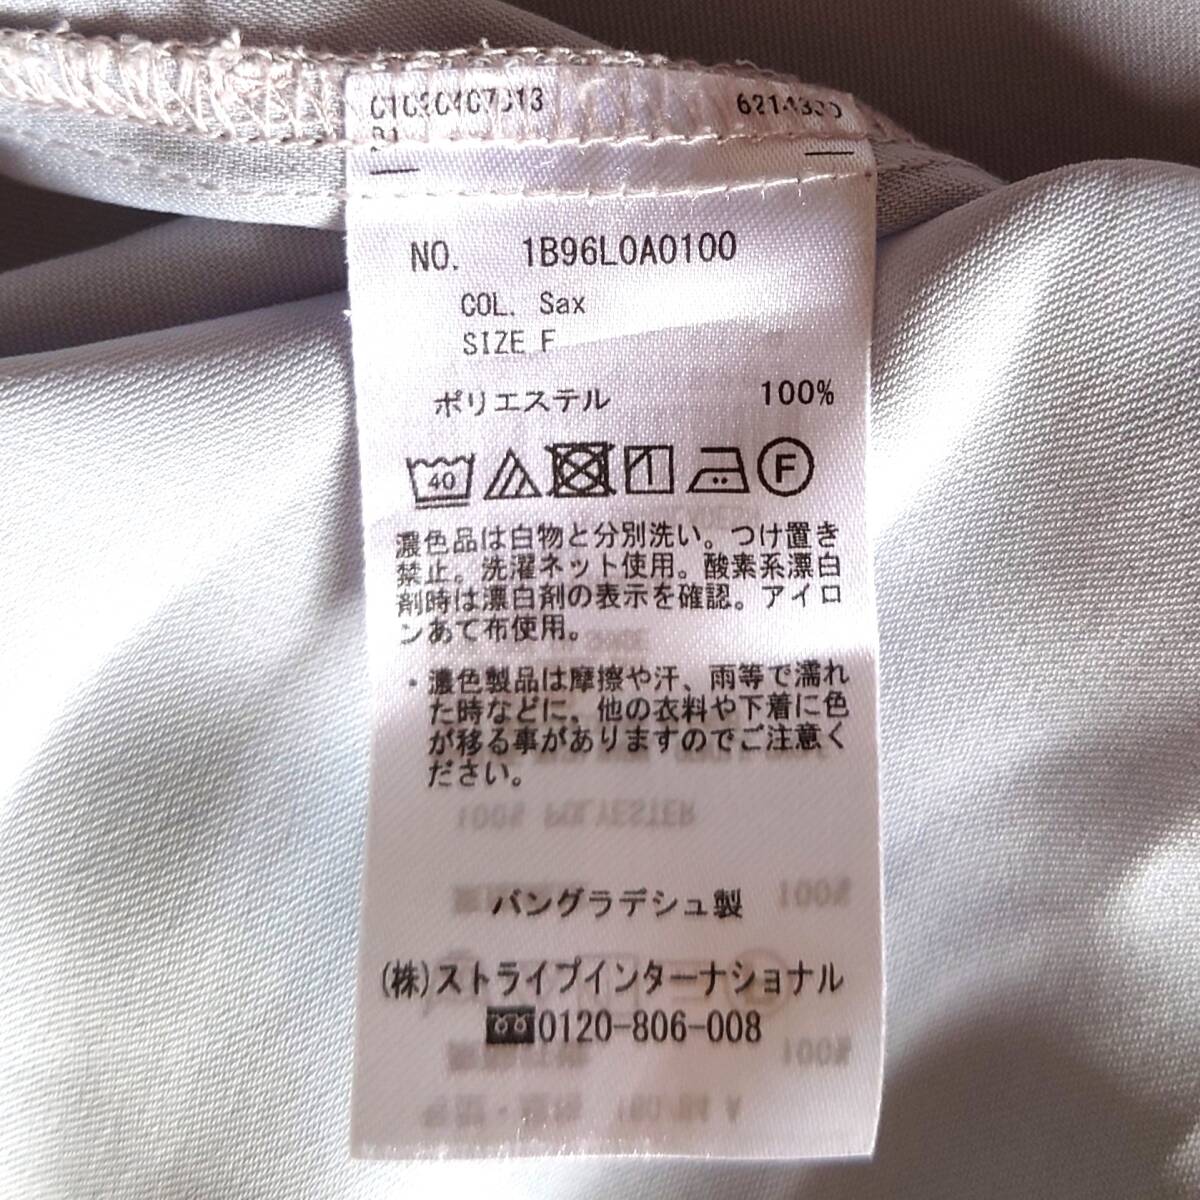 NO. 1B96L0A0100
COL. Sax
SIZE F
ポリエステル 100%
40 F
濃色品は白物と分別洗い。つけ置き
禁止。洗濯ネット使用。酸素系漂白
剤時は漂白剤の表示を確認。アイロ
ンあて布使用。
・濃色製品は摩擦や汗、雨等で濡れ
た時などに、他の衣料や下着に色
が移る事がありますのでご注意く
ださい。
100% POLYESTER
バングラデシュ製
(株)ストライプインターナショナル
0120-806-008